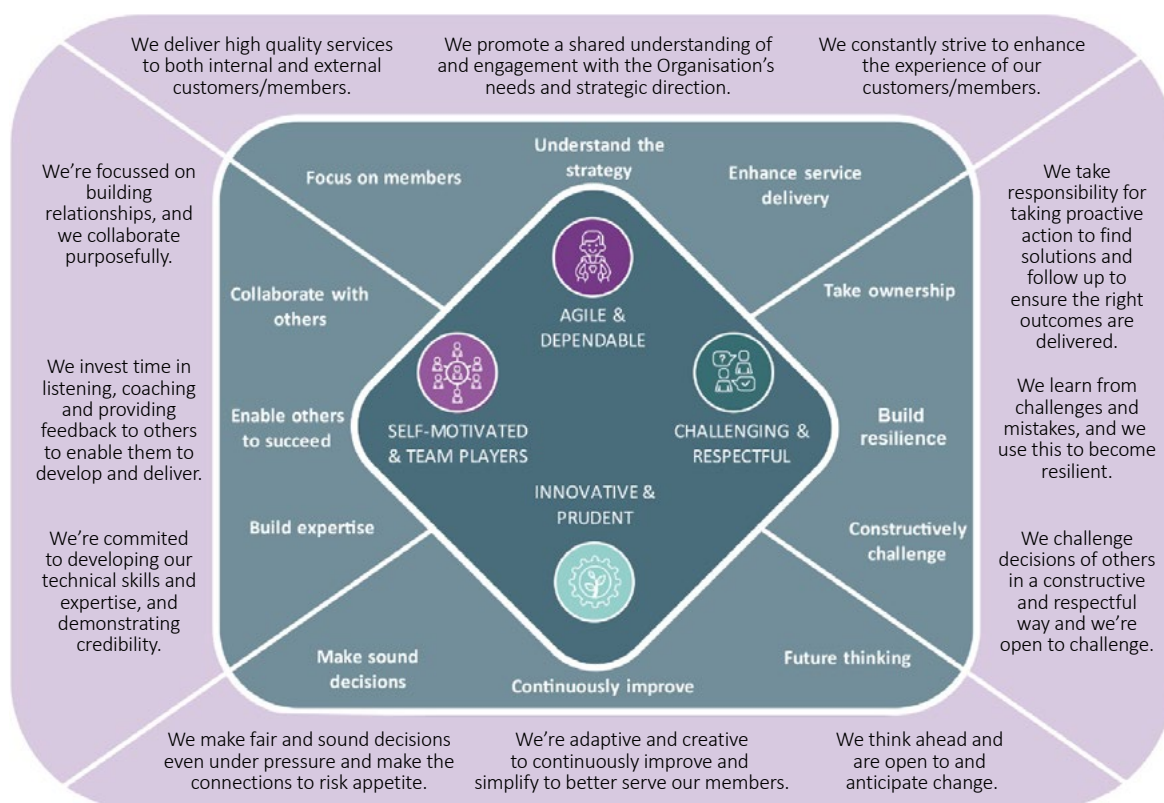 We deliver high quality services
to both internal and external
customers/members.
We promote a shared understanding of
and engagement with the Organisation’s
needs and strategic direction.
We constantly strive to enhance
the experience of our
customers/members.
We’re focussed on
building
relationships, and
we collaborate
purposefully.
We invest time in
listening, coaching
and providing
feedback to others
to enable them to
develop and deliver.
We’re commited
to developing our
technical skills and
expertise, and
demonstrating
credibility.
Focus on members
Understand the
strategy
Enhance service
delivery
Collaborate with
others
Enable others
to succeed
Build expertise
AGILE &
DEPENDABLE
SELF-MOTIVATED
& TEAM PLAYERS
CHALLENGING &
RESPECTFUL
INNOVATIVE &
PRUDENT
Take ownership
Build
resilience
Constructively
challenge
Make sound
decisions
Continuously improve
Future thinking
We take
responsibility for
taking proactive
action to find
solutions and
follow up to
ensure the right
outcomes are
delivered.
We learn from
challenges and
mistakes, and we
use this to become
resilient.
We challenge
decisions of others
in a constructive
and respectful
way and we’re
open to challenge.
We make fair and sound decisions
even under pressure and make the
connections to risk appetite.
We’re adaptive and creative
to continuously improve and
simplify to better serve our members.
We think ahead and
are open to and
anticipate change.